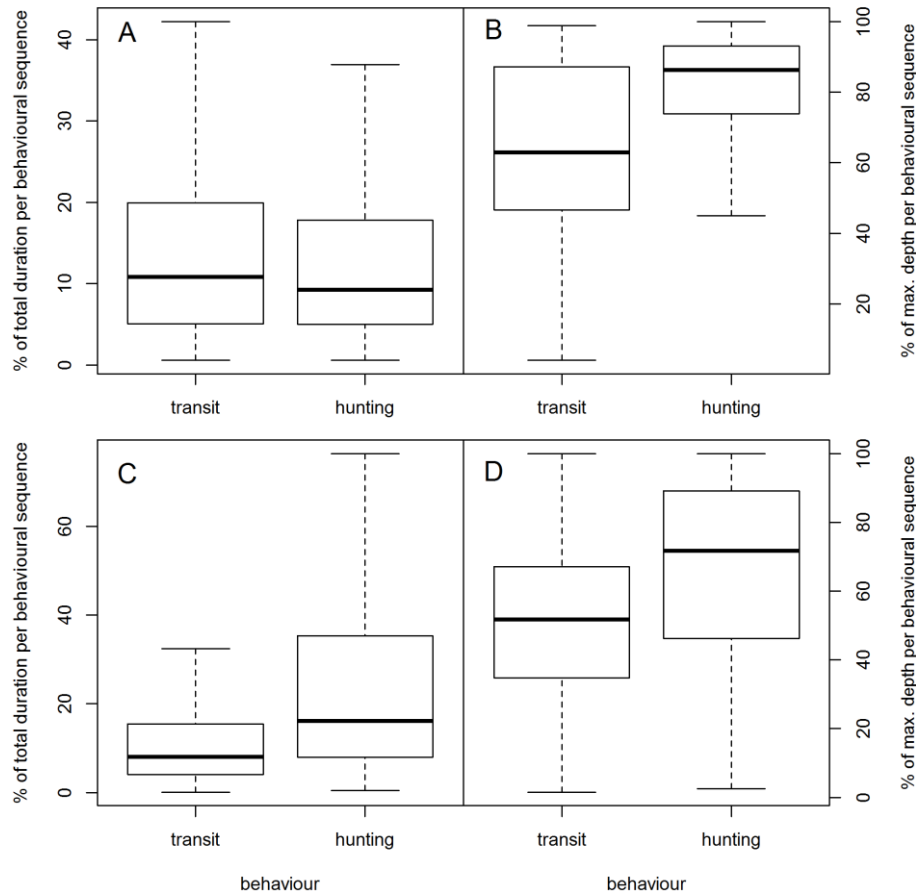 A
B
% of total duration per behavioural sequence
0
10
20
30
40
20
40
60
80
100
% of max. depth per behavioural sequence
transit
hunting
transit
hunting
C
D
% of total duration per behavioural sequence
0
20
40
60
0
20
40
60
80
100
% of max. depth per behavioural sequence
transit
hunting
transit
hunting
behaviour
behaviour